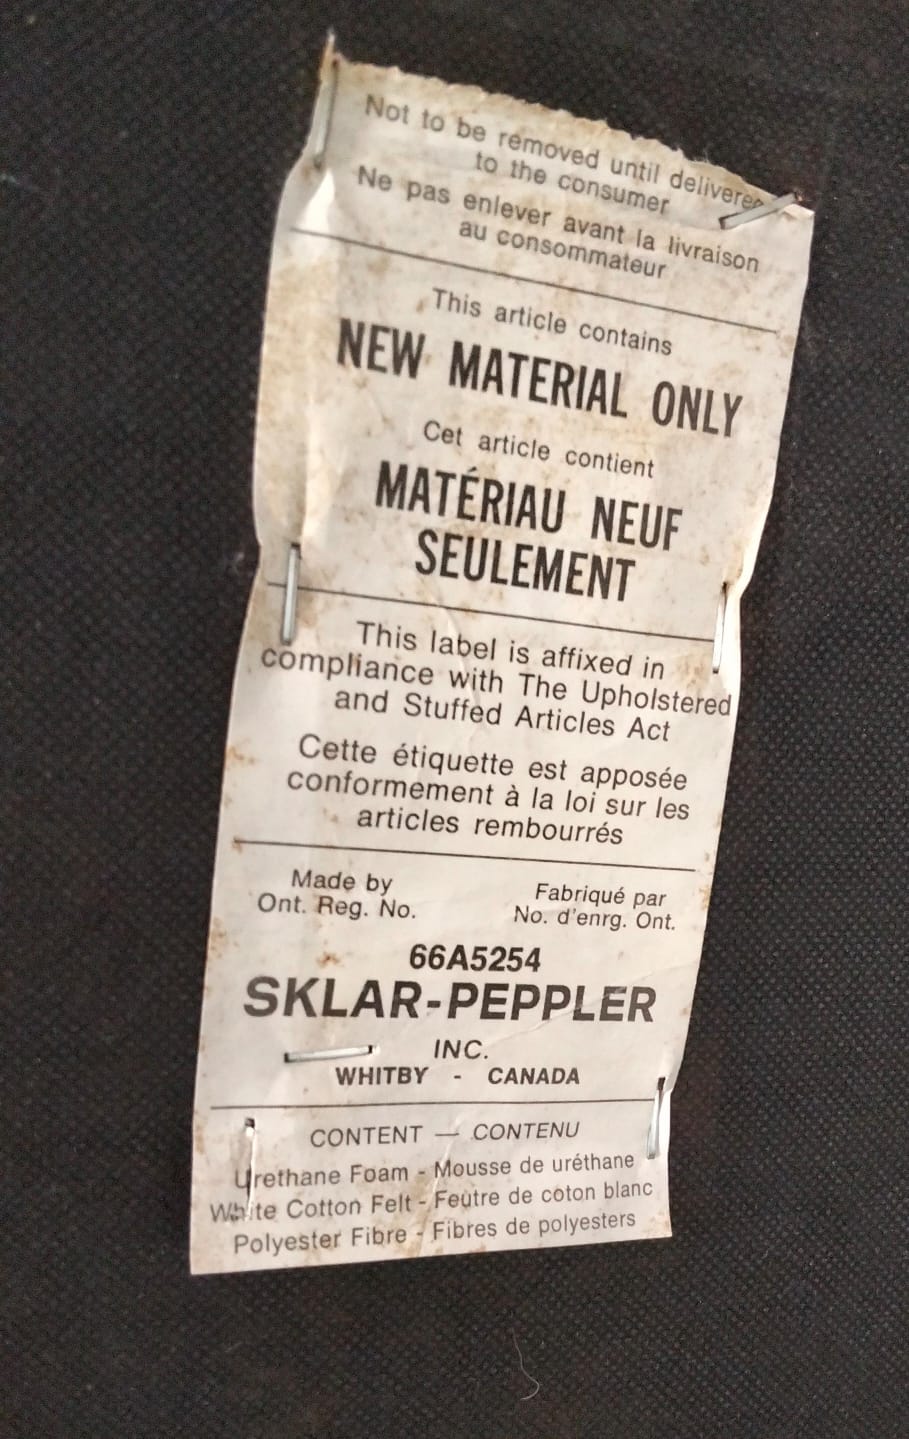 Not to be removed until delivered
to the consumer
Ne pas enlever avant la livraison
au consommateur
This article contains
NEW MATERIAL ONLY
Cet article contient
MATÉRIAU NEUF
SEULEMENT
This label is affixed in
compliance with The Upholstered
and Stuffed Articles Act
Cette étiquette est apposée
conformement à la loi sur les
articles rembourrés
Made by Fabriqué par
Ont. Reg. No. No. d'enrg. Ont.
66A5254
SKLAR-PEPPLER
INC.
WHITBY - CANADA
CONTENT — CONTENU
Urethane Foam - Mousse de uréthane
White Cotton Felt - Feutre de coton blanc
Polyester Fibre - Fibres de polyesters